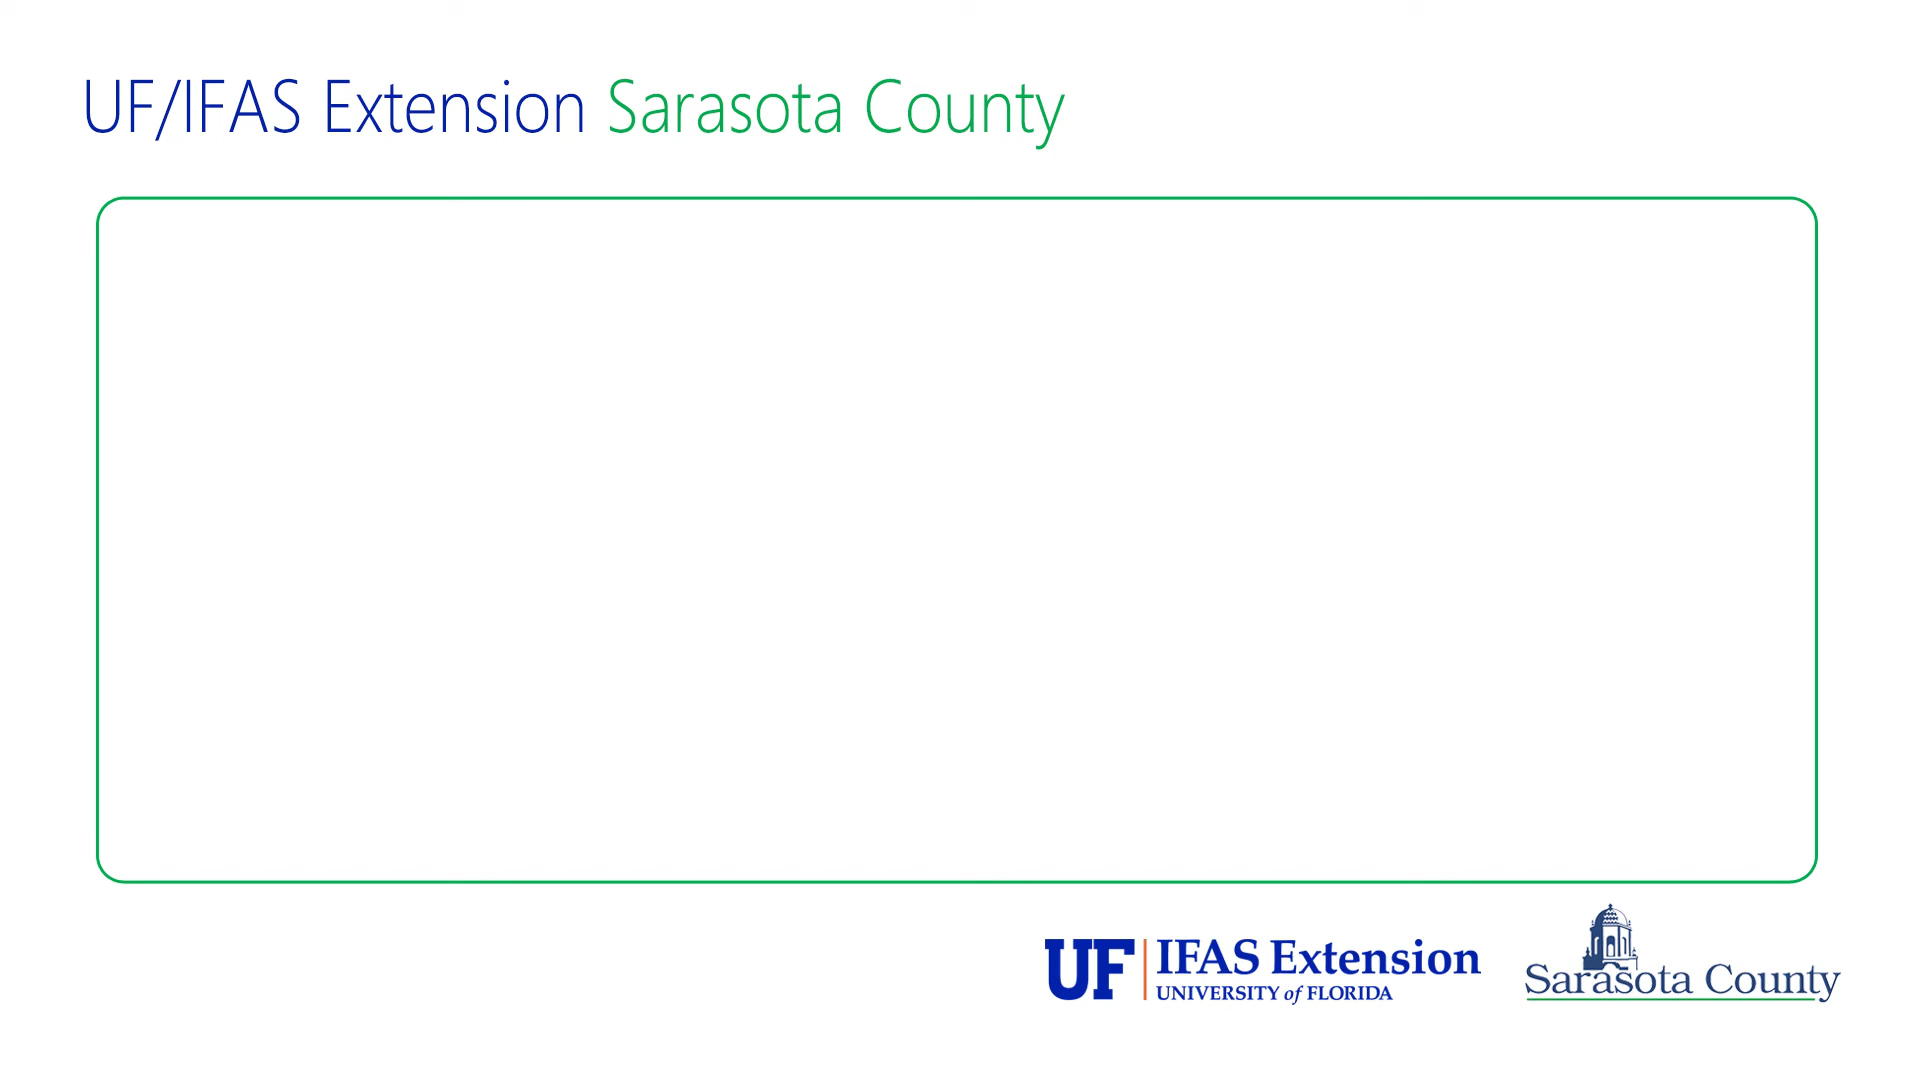 UF/IFAS Extension Sarasota County
UF IFAS Extension
UNIVERSITY of FLORIDA
Sarasota County